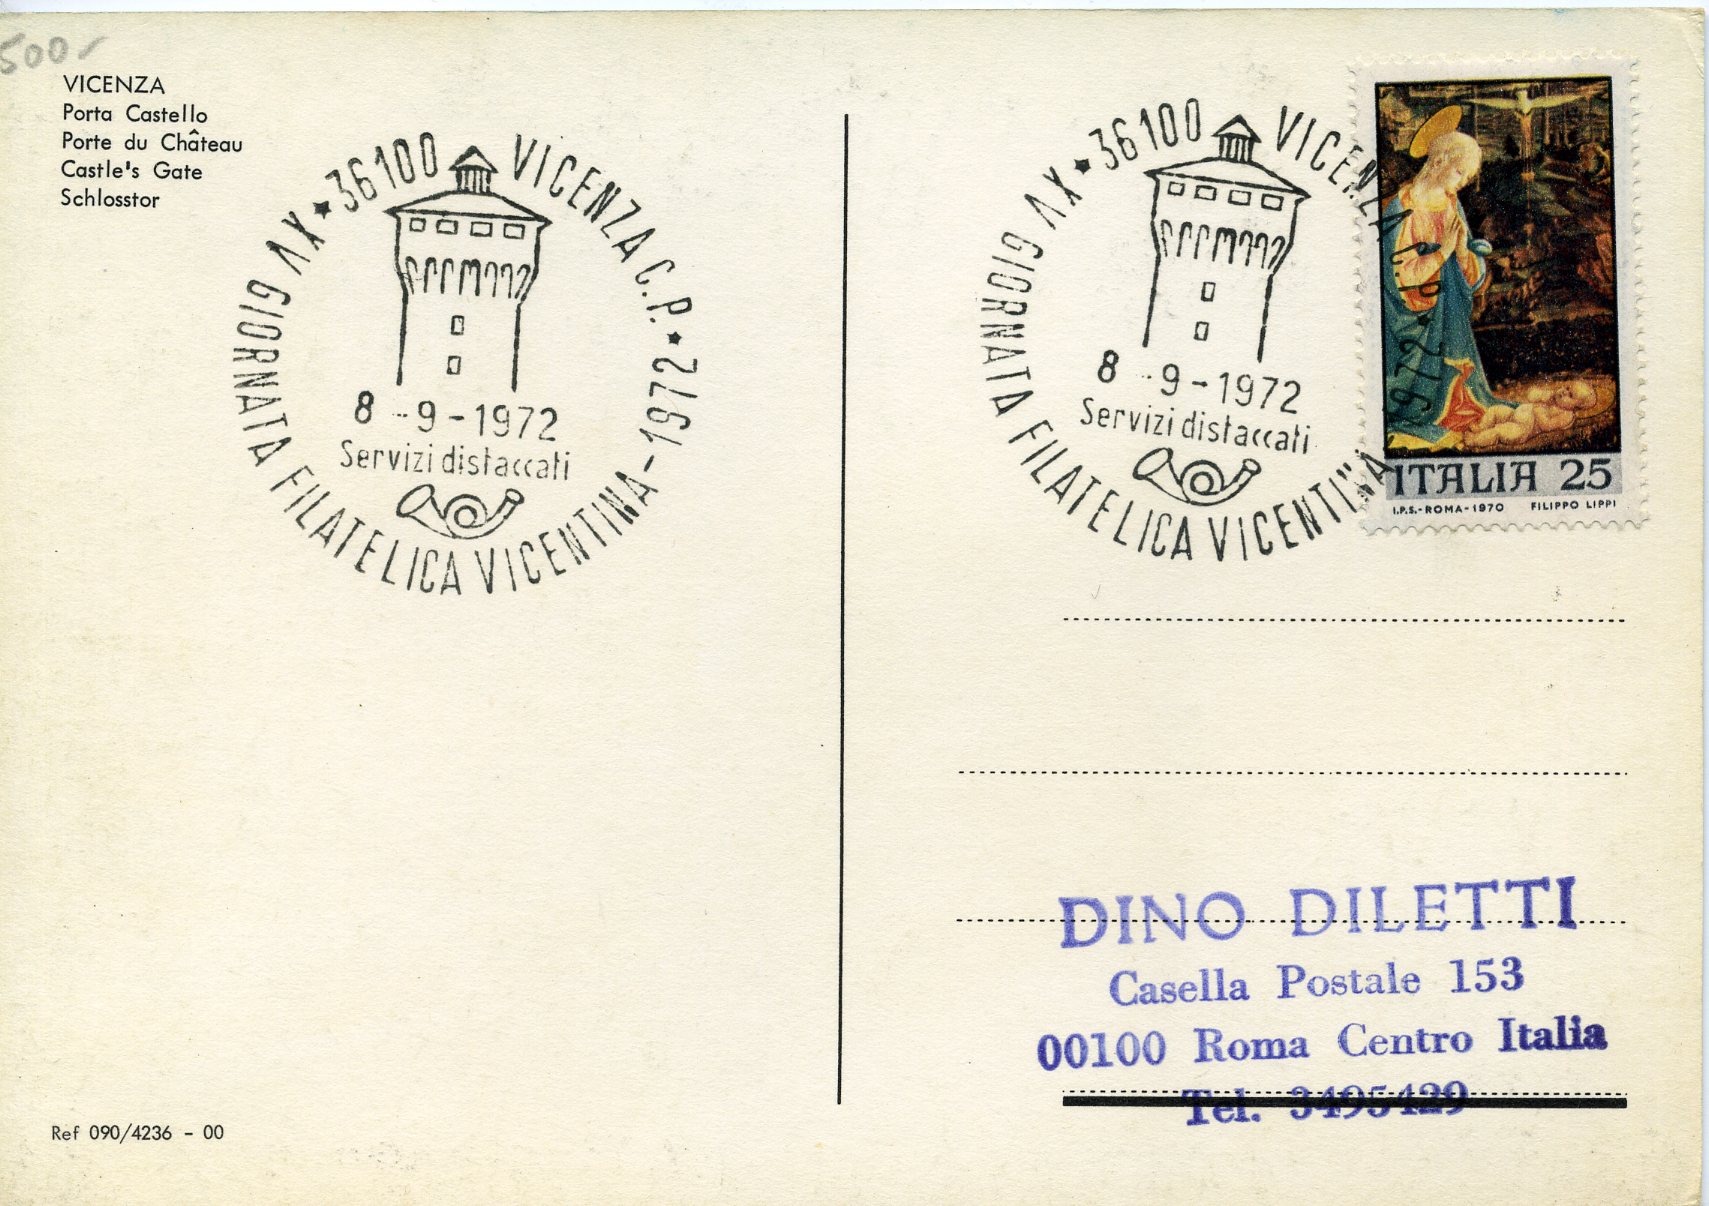 500-
VICENZA
Porta Castello
Porte du Château
Castle's Gate
Schlosstor
★ 36100 VICENZA C.P. ★
XV GIORNATA FILATELICA VICENTINA-1972
8 -9-1972
Servizi distaccati
★ 36100 VICENZA C.P. ★
XV GIORNATA FILATELICA VICENTINA 1972
8 -9-1972
Servizi distaccati
ITALIA 25
I.P.S.-ROMA-1970 FILIPPO LIPPI
DINO DILETTI
Casella Postale 153
00100 Roma Centro Italia
Tel. 3495429
Ref 090/4236 - 00